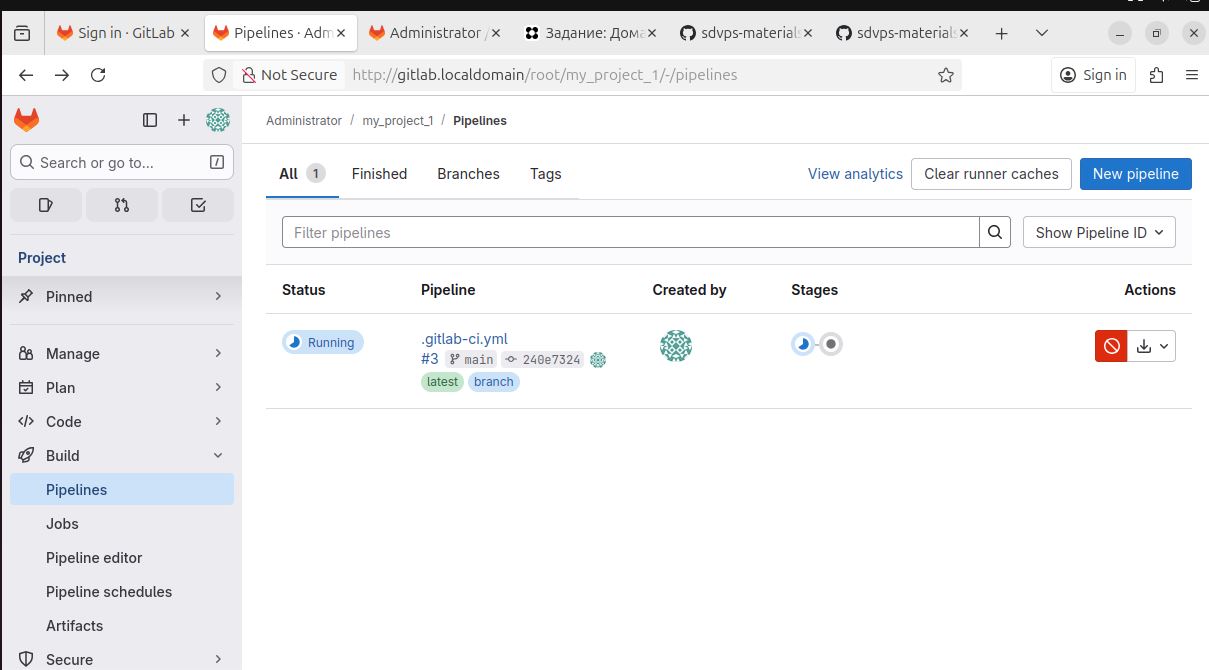 Sign in · GitLab
Pipelines · Adm
Administrator /
Задание: Дома
sdvps-materials
sdvps-materials
Not Secure
http://gitlab.localdomain/root/my_project_1/-/pipelines
Sign in
Administrator / my_project_1 / Pipelines
Search or go to...
/
Project
Pinned
Manage
Plan
Code
Build
Pipelines
Jobs
Pipeline editor
Pipeline schedules
Artifacts
Secure
All 1
Finished
Branches
Tags
View analytics
Clear runner caches
New pipeline
Filter pipelines
Show Pipeline ID
Status
Pipeline
Created by
Stages
Actions
Running
.gitlab-ci.yml
#3 main 240e7324
latest branch